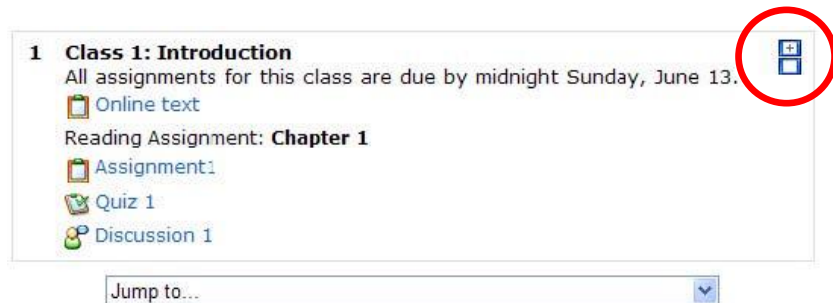 1 Class 1: Introduction
All assignments for this class are due by midnight Sunday, June 13.
Online text
Reading Assignment: Chapter 1
Assignment1
Quiz 1
Discussion 1
Jump to...